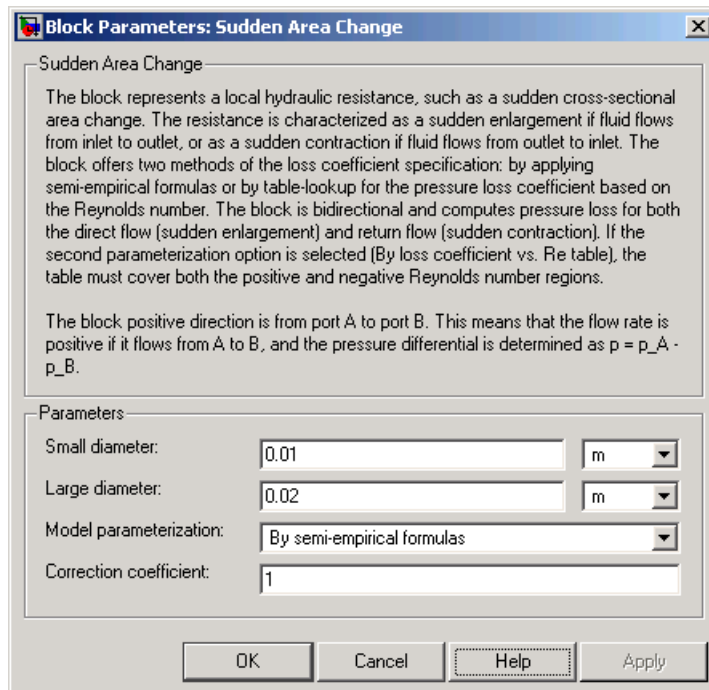 Block Parameters: Sudden Area Change
Sudden Area Change
The block represents a local hydraulic resistance, such as a sudden cross-sectional
area change. The resistance is characterized as a sudden enlargement if fluid flows
from inlet to outlet, or as a sudden contraction if fluid flows from outlet to inlet. The
block offers two methods of the loss coefficient specification: by applying
semi-empirical formulas or by table-lookup for the pressure loss coefficient based on
the Reynolds number. The block is bidirectional and computes pressure loss for both
the direct flow (sudden enlargement) and return flow (sudden contraction). If the
second parameterization option is selected (By loss coefficient vs. Re table), the
table must cover both the positive and negative Reynolds number regions.
The block positive direction is from port A to port B. This means that the flow rate is
positive if it flows from A to B, and the pressure differential is determined as p = p_A -
p_B.
Parameters
Small diameter: 0.01 m
Large diameter: 0.02 m
Model parameterization: By semi-empirical formulas
Correction coefficient: 1
OK Cancel Help Apply